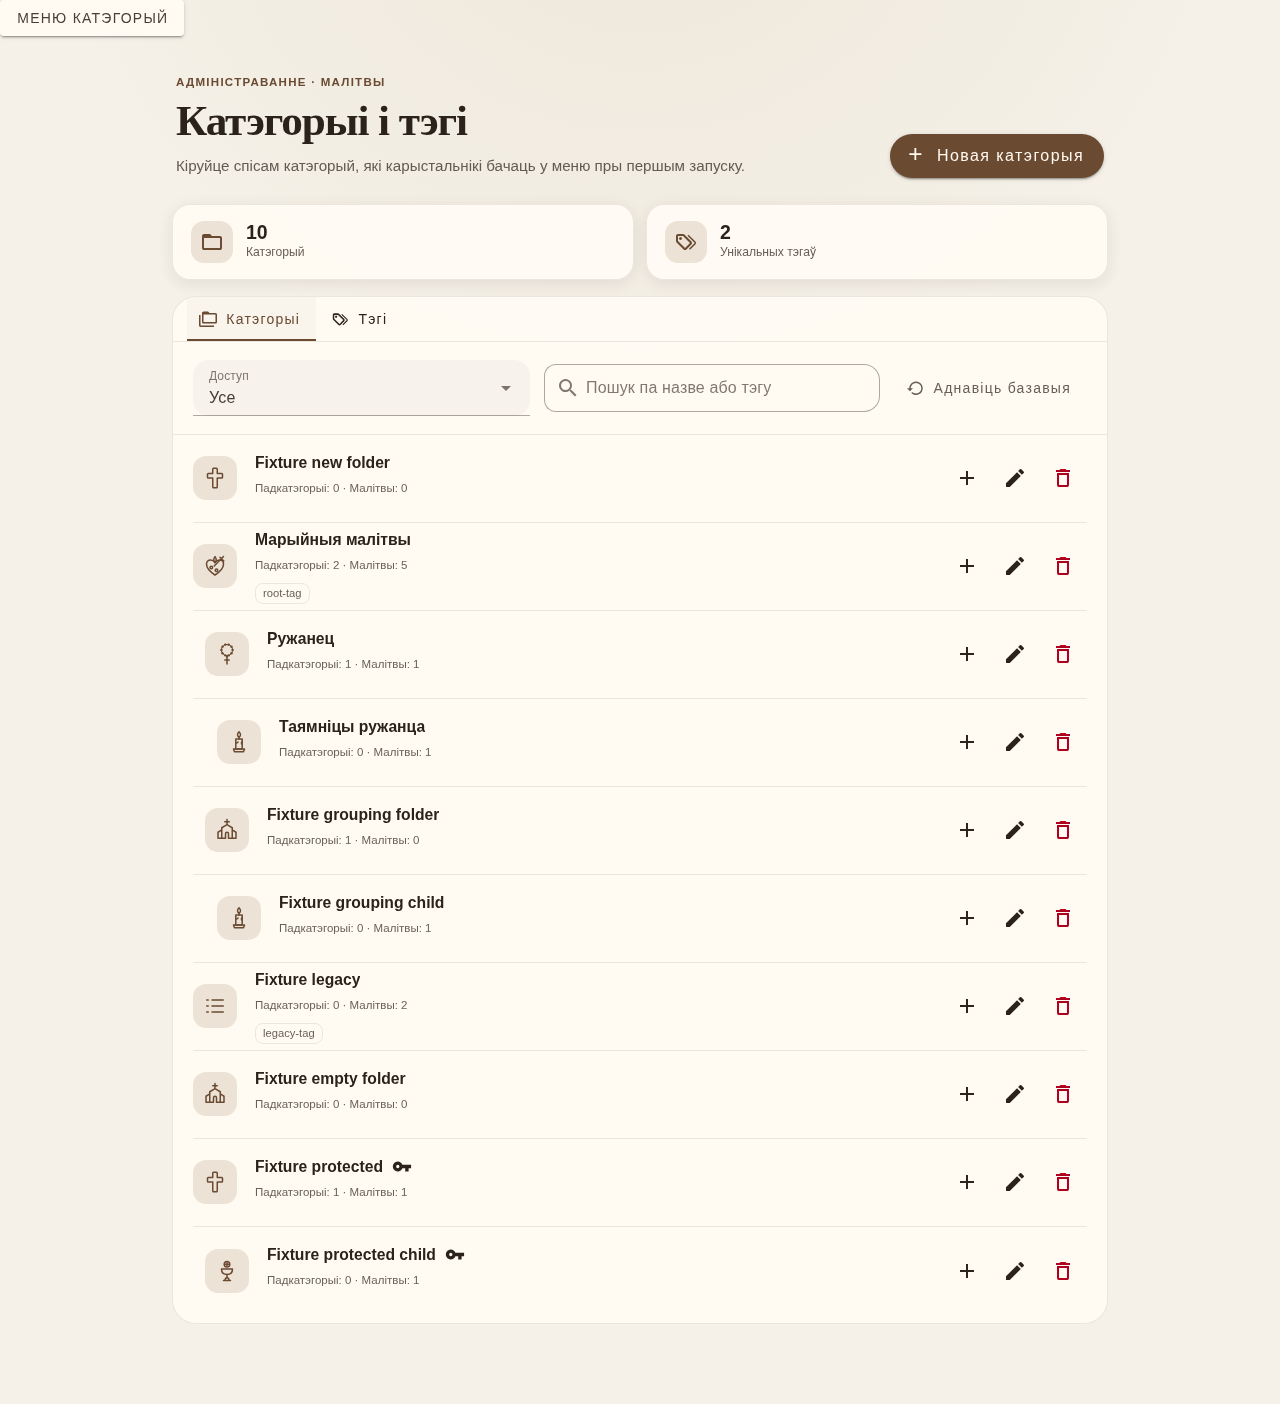 МЕНЮ КАТЭГОРЫЙ
АДМІНІСТРАВАННЕ · МАЛІТВЫ
Катэгорыі і тэгі
Кіруйце спісам катэгорый, які карыстальнікі бачаць у меню пры першым запуску.
Новая катэгорыя
10
Катэгорый
2
Унікальных тэгаў
Катэгорыі
Тэгі
Доступ
Усе
Пошук па назве або тэгу
Аднавіць базавыя
Fixture new folder
Падкатэгорыі: 0 · Малітвы: 0
Марыйныя малітвы
Падкатэгорыі: 2 · Малітвы: 5
root-tag
Ружанец
Падкатэгорыі: 1 · Малітвы: 1
Таямніцы ружанца
Падкатэгорыі: 0 · Малітвы: 1
Fixture grouping folder
Падкатэгорыі: 1 · Малітвы: 0
Fixture grouping child
Падкатэгорыі: 0 · Малітвы: 1
Fixture legacy
Падкатэгорыі: 0 · Малітвы: 2
legacy-tag
Fixture empty folder
Падкатэгорыі: 0 · Малітвы: 0
Fixture protected
Падкатэгорыі: 1 · Малітвы: 1
Fixture protected child
Падкатэгорыі: 0 · Малітвы: 1